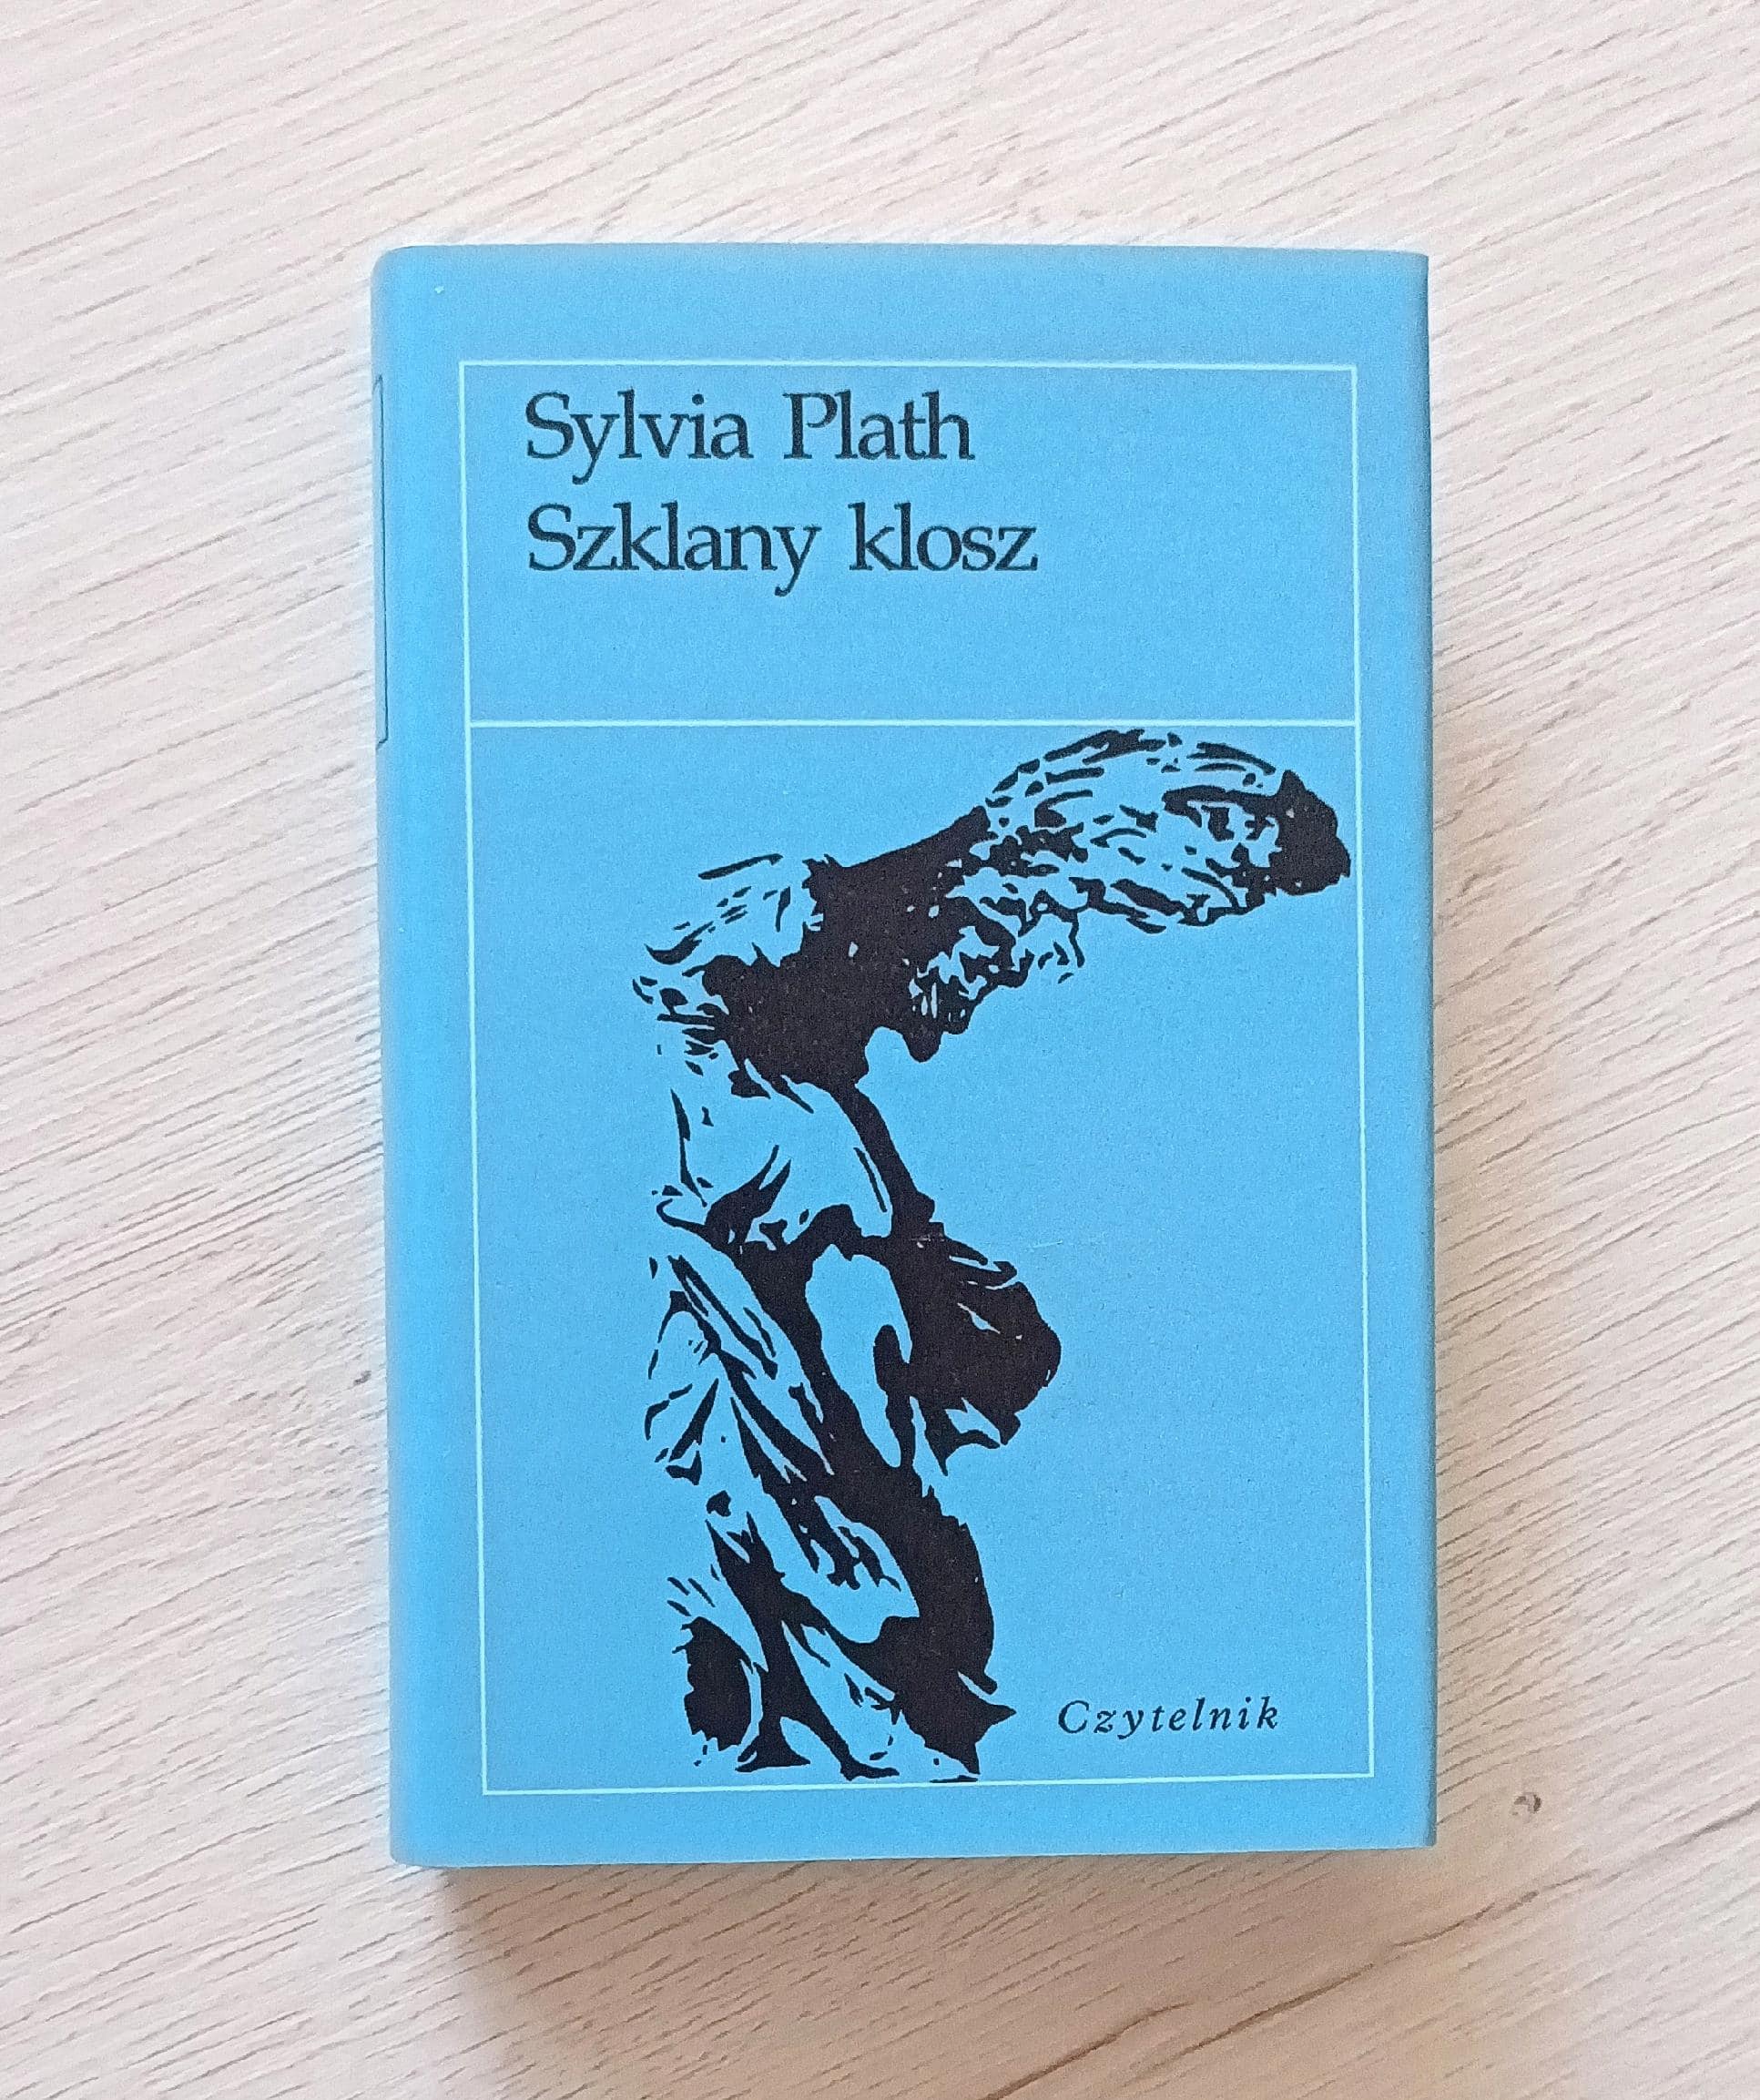 Sylvia Plath
Szklany klosz
Czytelnik